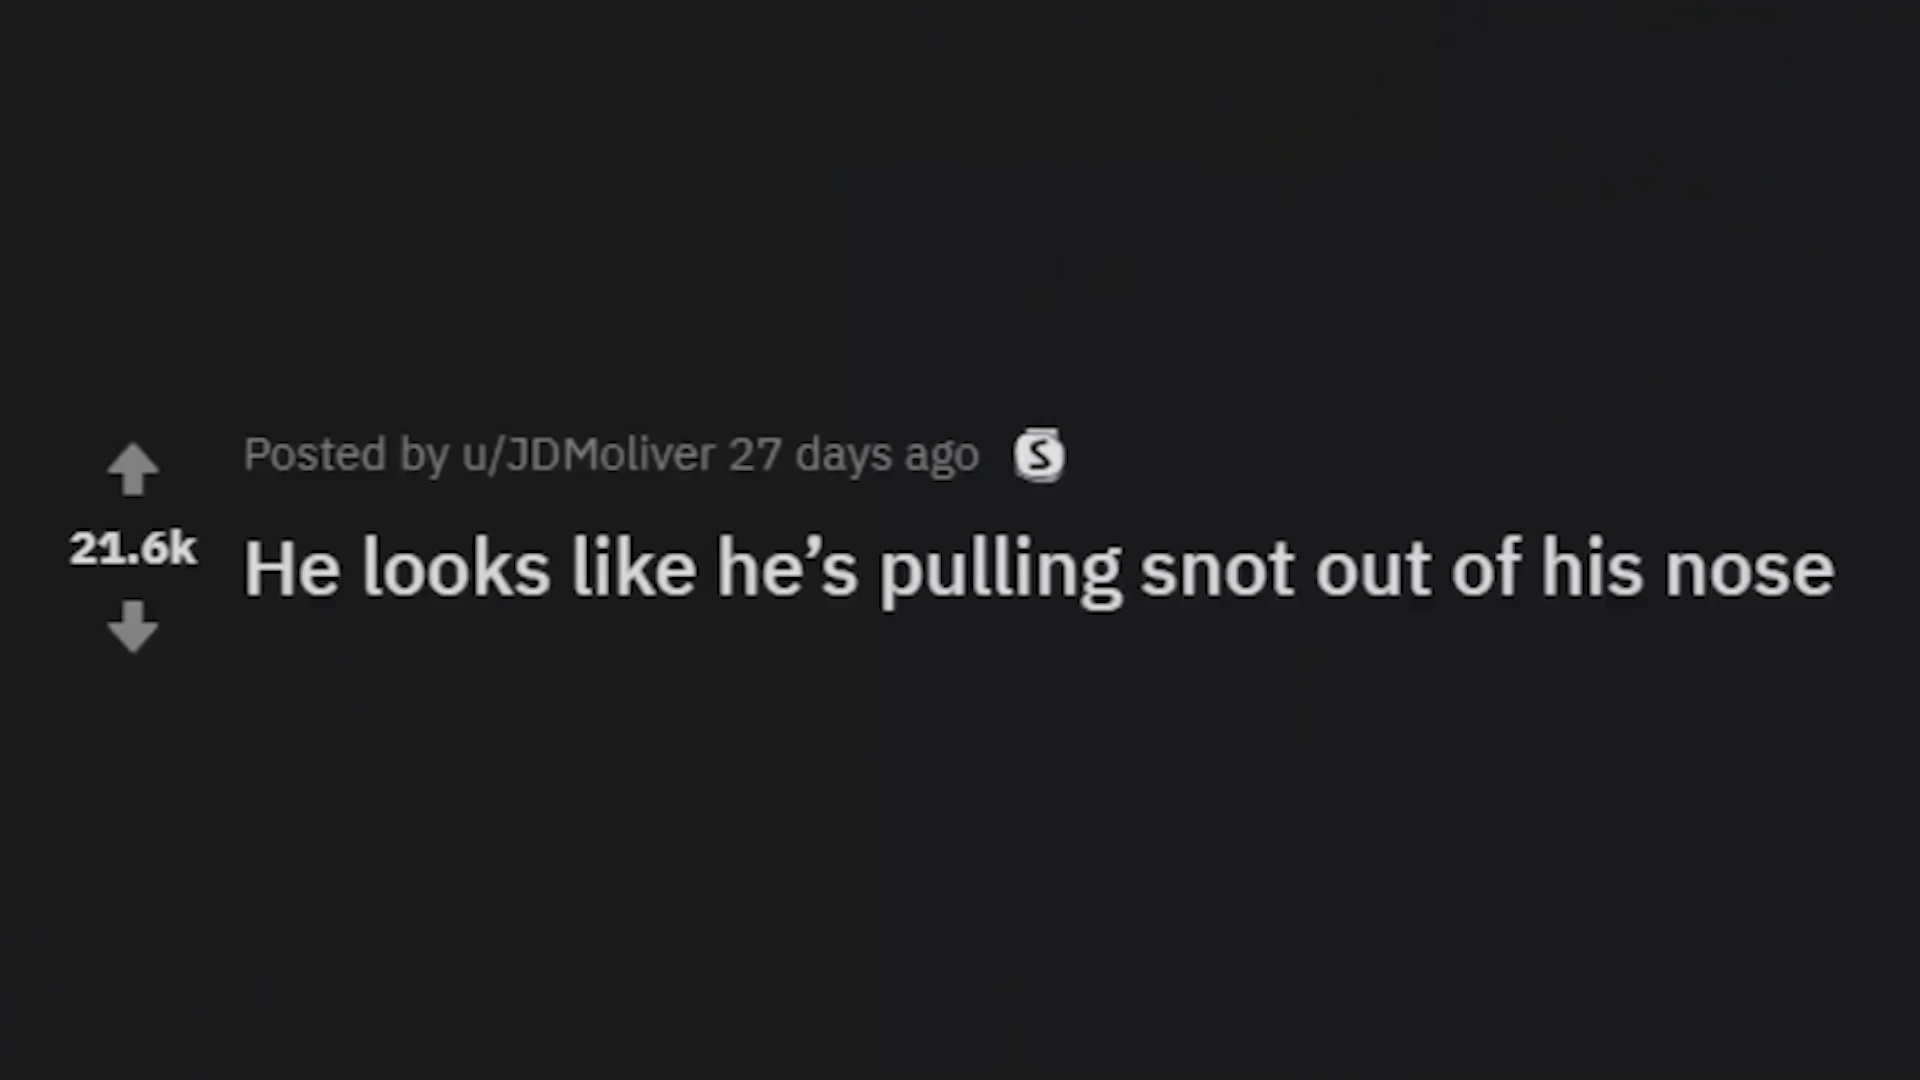 Posted by u/JDMoliver 27 days ago S
21.6k
He looks like he’s pulling snot out of his nose